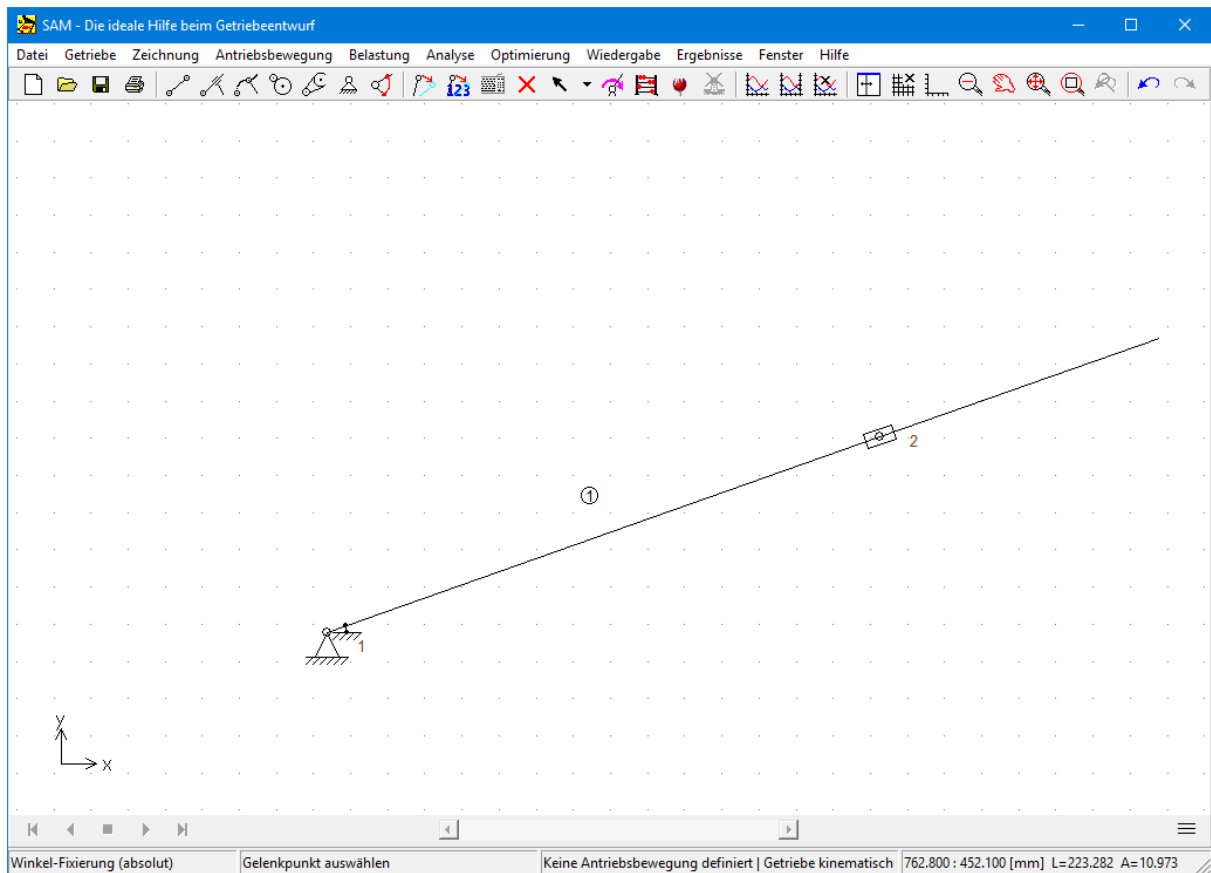 SAM - Die ideale Hilfe beim Getriebeentwurf
Datei Getriebe Zeichnung Antriebsbewegung Belastung Analyse Optimierung Wiedergabe Ergebnisse Fenster Hilfe
123
2
1
1
y
x
Winkel-Fixierung (absolut) Gelenkpunkt auswählen Keine Antriebsbewegung definiert | Getriebe kinematisch 762.800 : 452.100 [mm] L=223.282 A=10.973